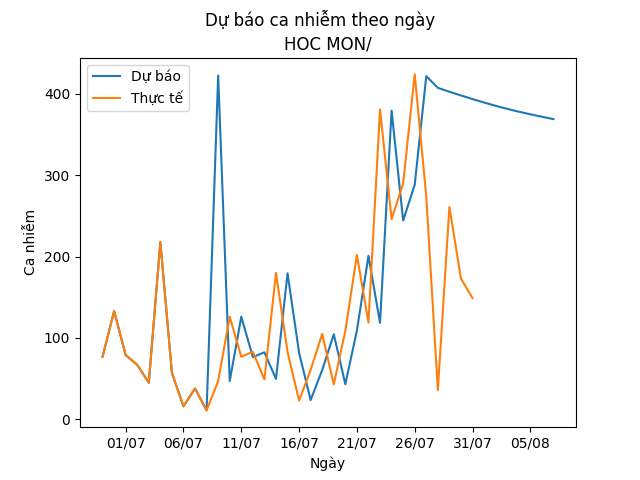 Dự báo ca nhiễm theo ngày
HOC MON/
Dự báo
Thực tế
Ca nhiễm
400
300
200
100
0
01/07 06/07 11/07 16/07 21/07 26/07 31/07 05/08
Ngày